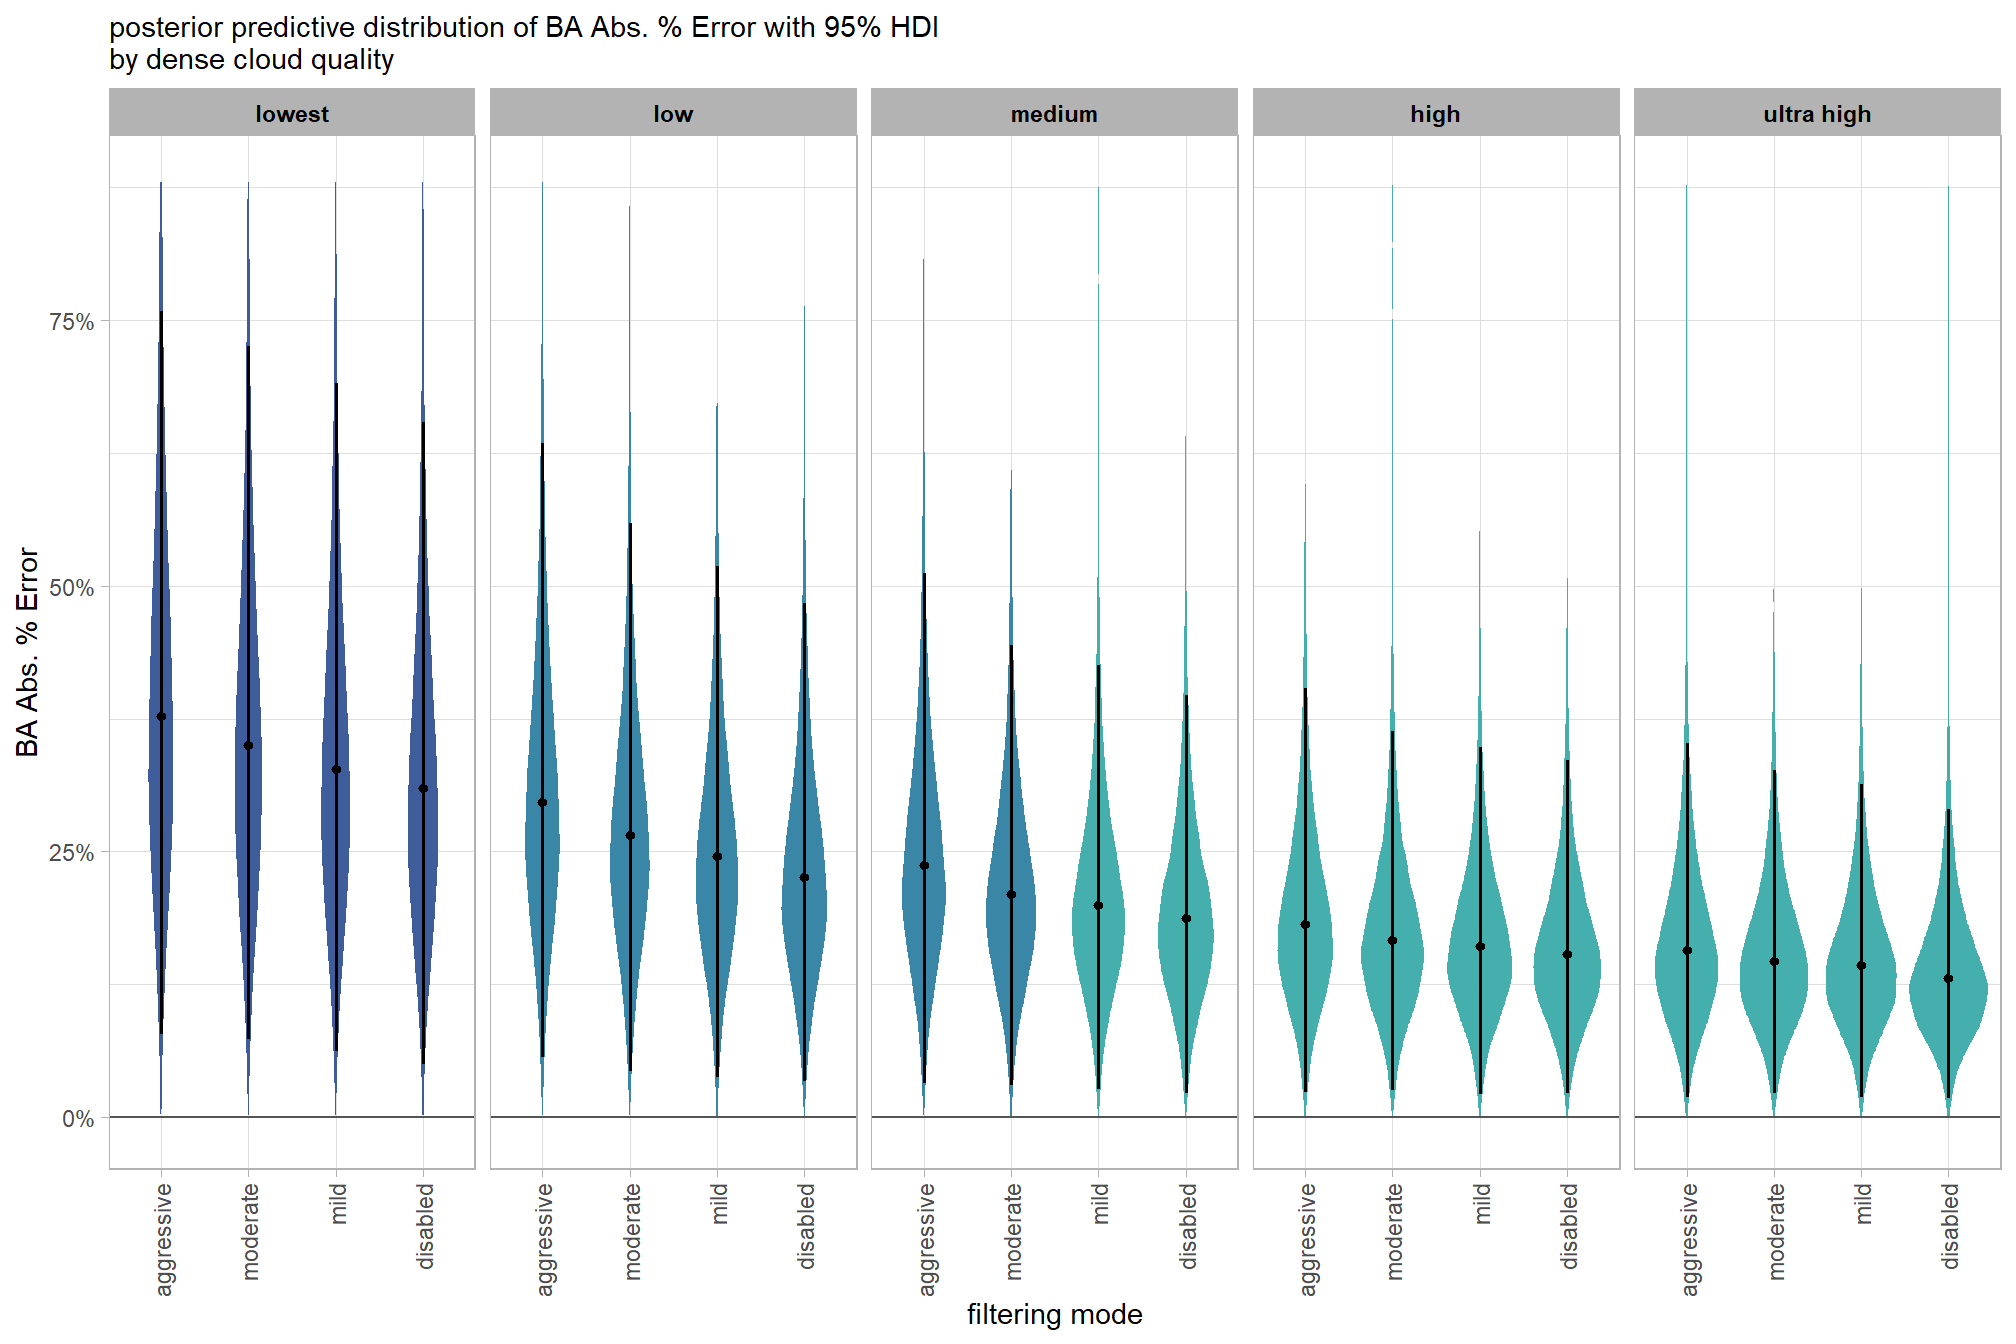 posterior predictive distribution of BA Abs. % Error with 95% HDI
by dense cloud quality
lowest
low
medium
high
ultra high
BA Abs. % Error
75%
50%
25%
0%
aggressive
moderate
mild
disabled
aggressive
moderate
mild
disabled
aggressive
moderate
mild
disabled
aggressive
moderate
mild
disabled
aggressive
moderate
mild
disabled
filtering mode